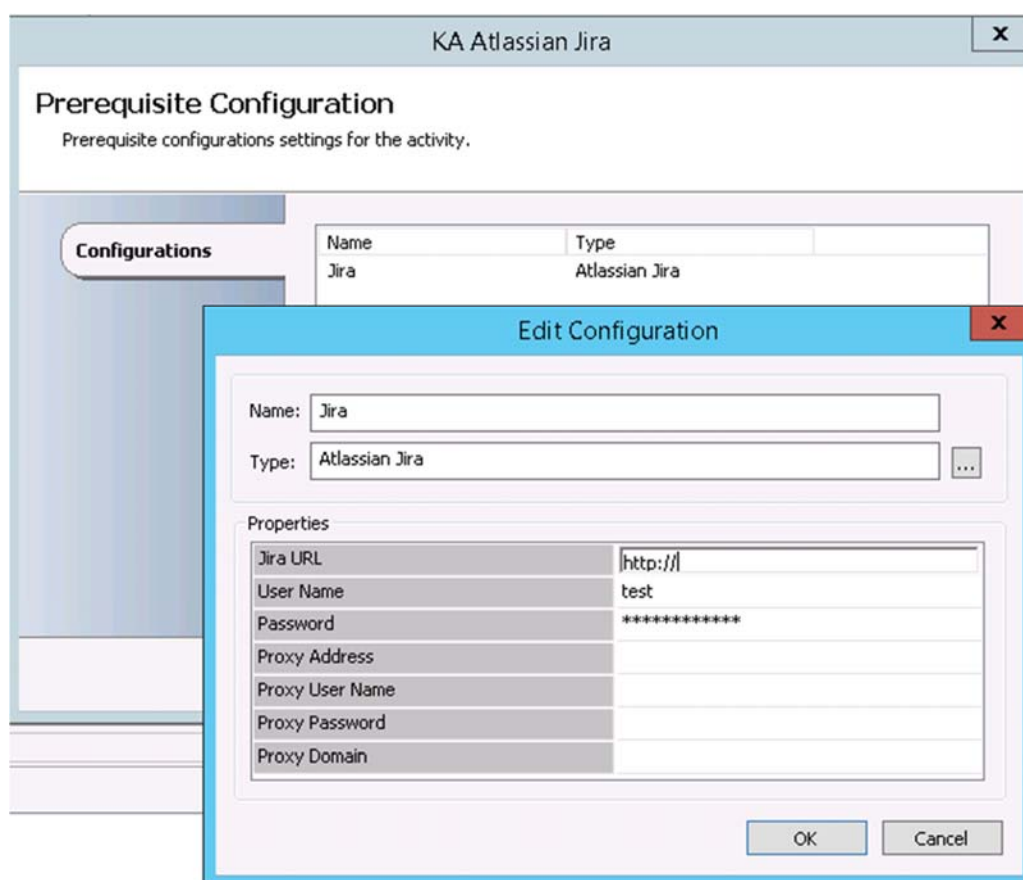 KA Atlassian Jira
x
Prerequisite Configuration
Prerequisite configurations settings for the activity.
Configurations
Name Type
Jira Atlassian Jira
Edit Configuration
x
Name: Jira
Type: Atlassian Jira ...
Properties
Jira URL http://
User Name test
Password ************
Proxy Address
Proxy User Name
Proxy Password
Proxy Domain
OK Cancel